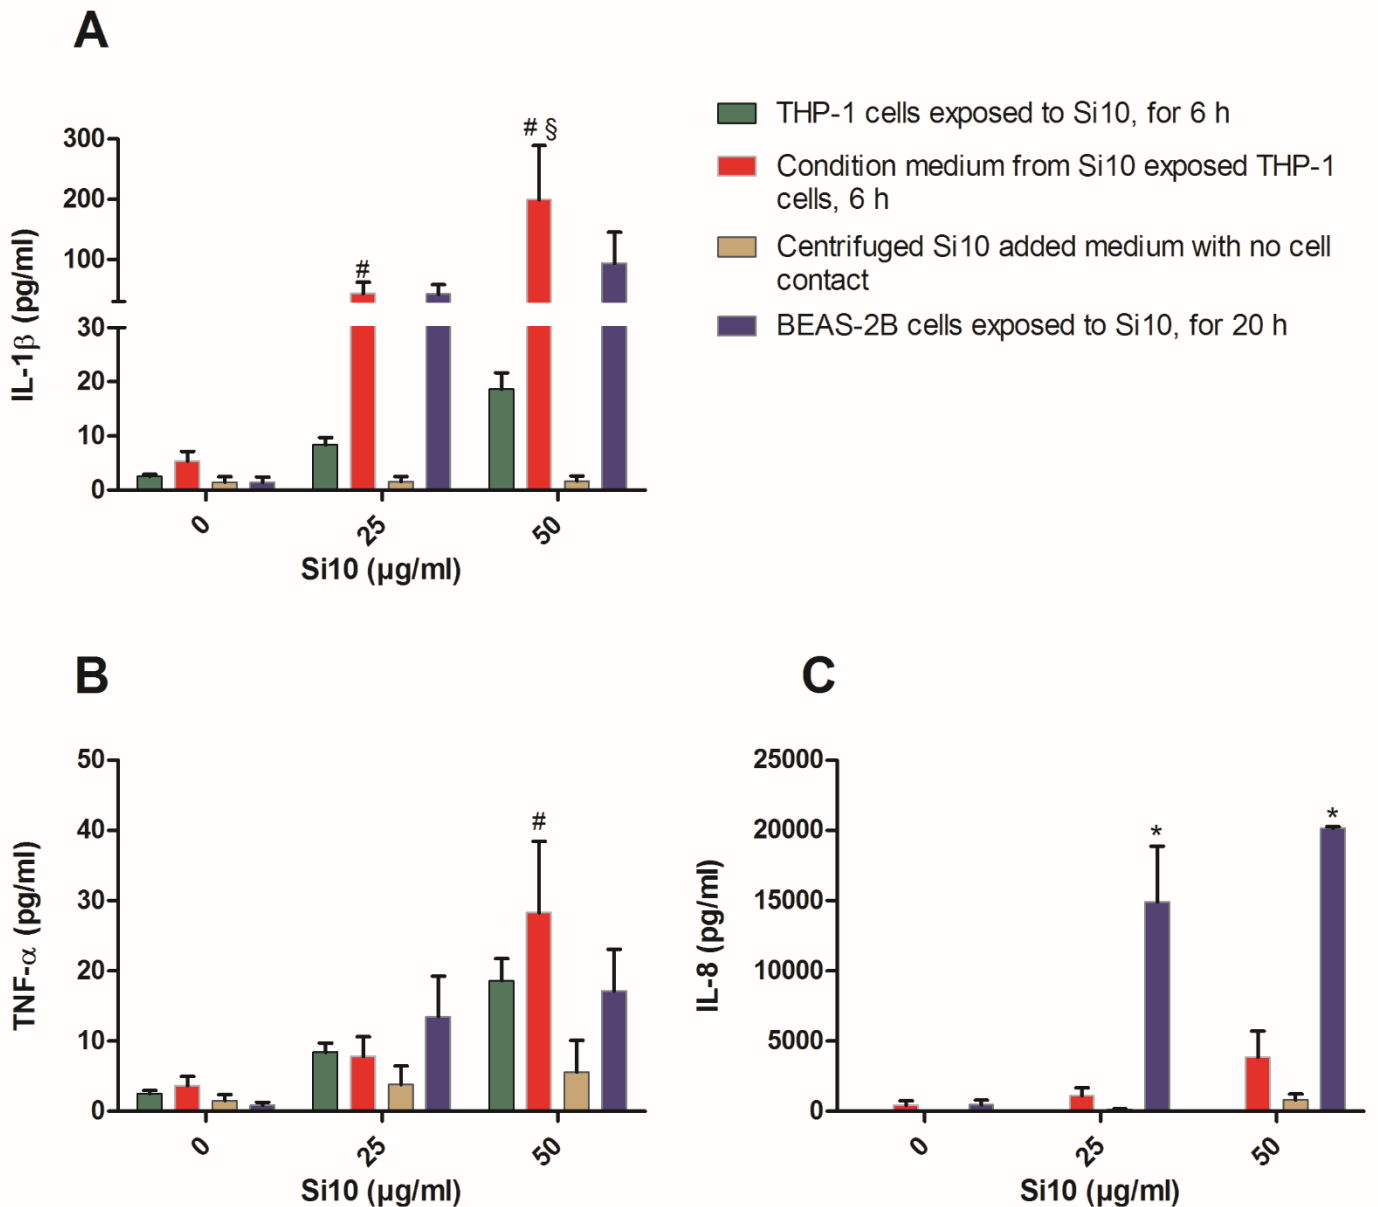 A
IL-1β (pg/ml)
300
200
100
30
20
10
0
#
# §
0
25
50
Si10 (µg/ml)
THP-1 cells exposed to Si10, for 6 h
Condition medium from Si10 exposed THP-1
cells, 6 h
Centrifuged Si10 added medium with no cell
contact
BEAS-2B cells exposed to Si10, for 20 h
B
TNF-α (pg/ml)
50
40
30
20
10
0
#
0
25
50
Si10 (µg/ml)
C
IL-8 (pg/ml)
25000
20000
15000
10000
5000
0
*
*
0
25
50
Si10 (µg/ml)